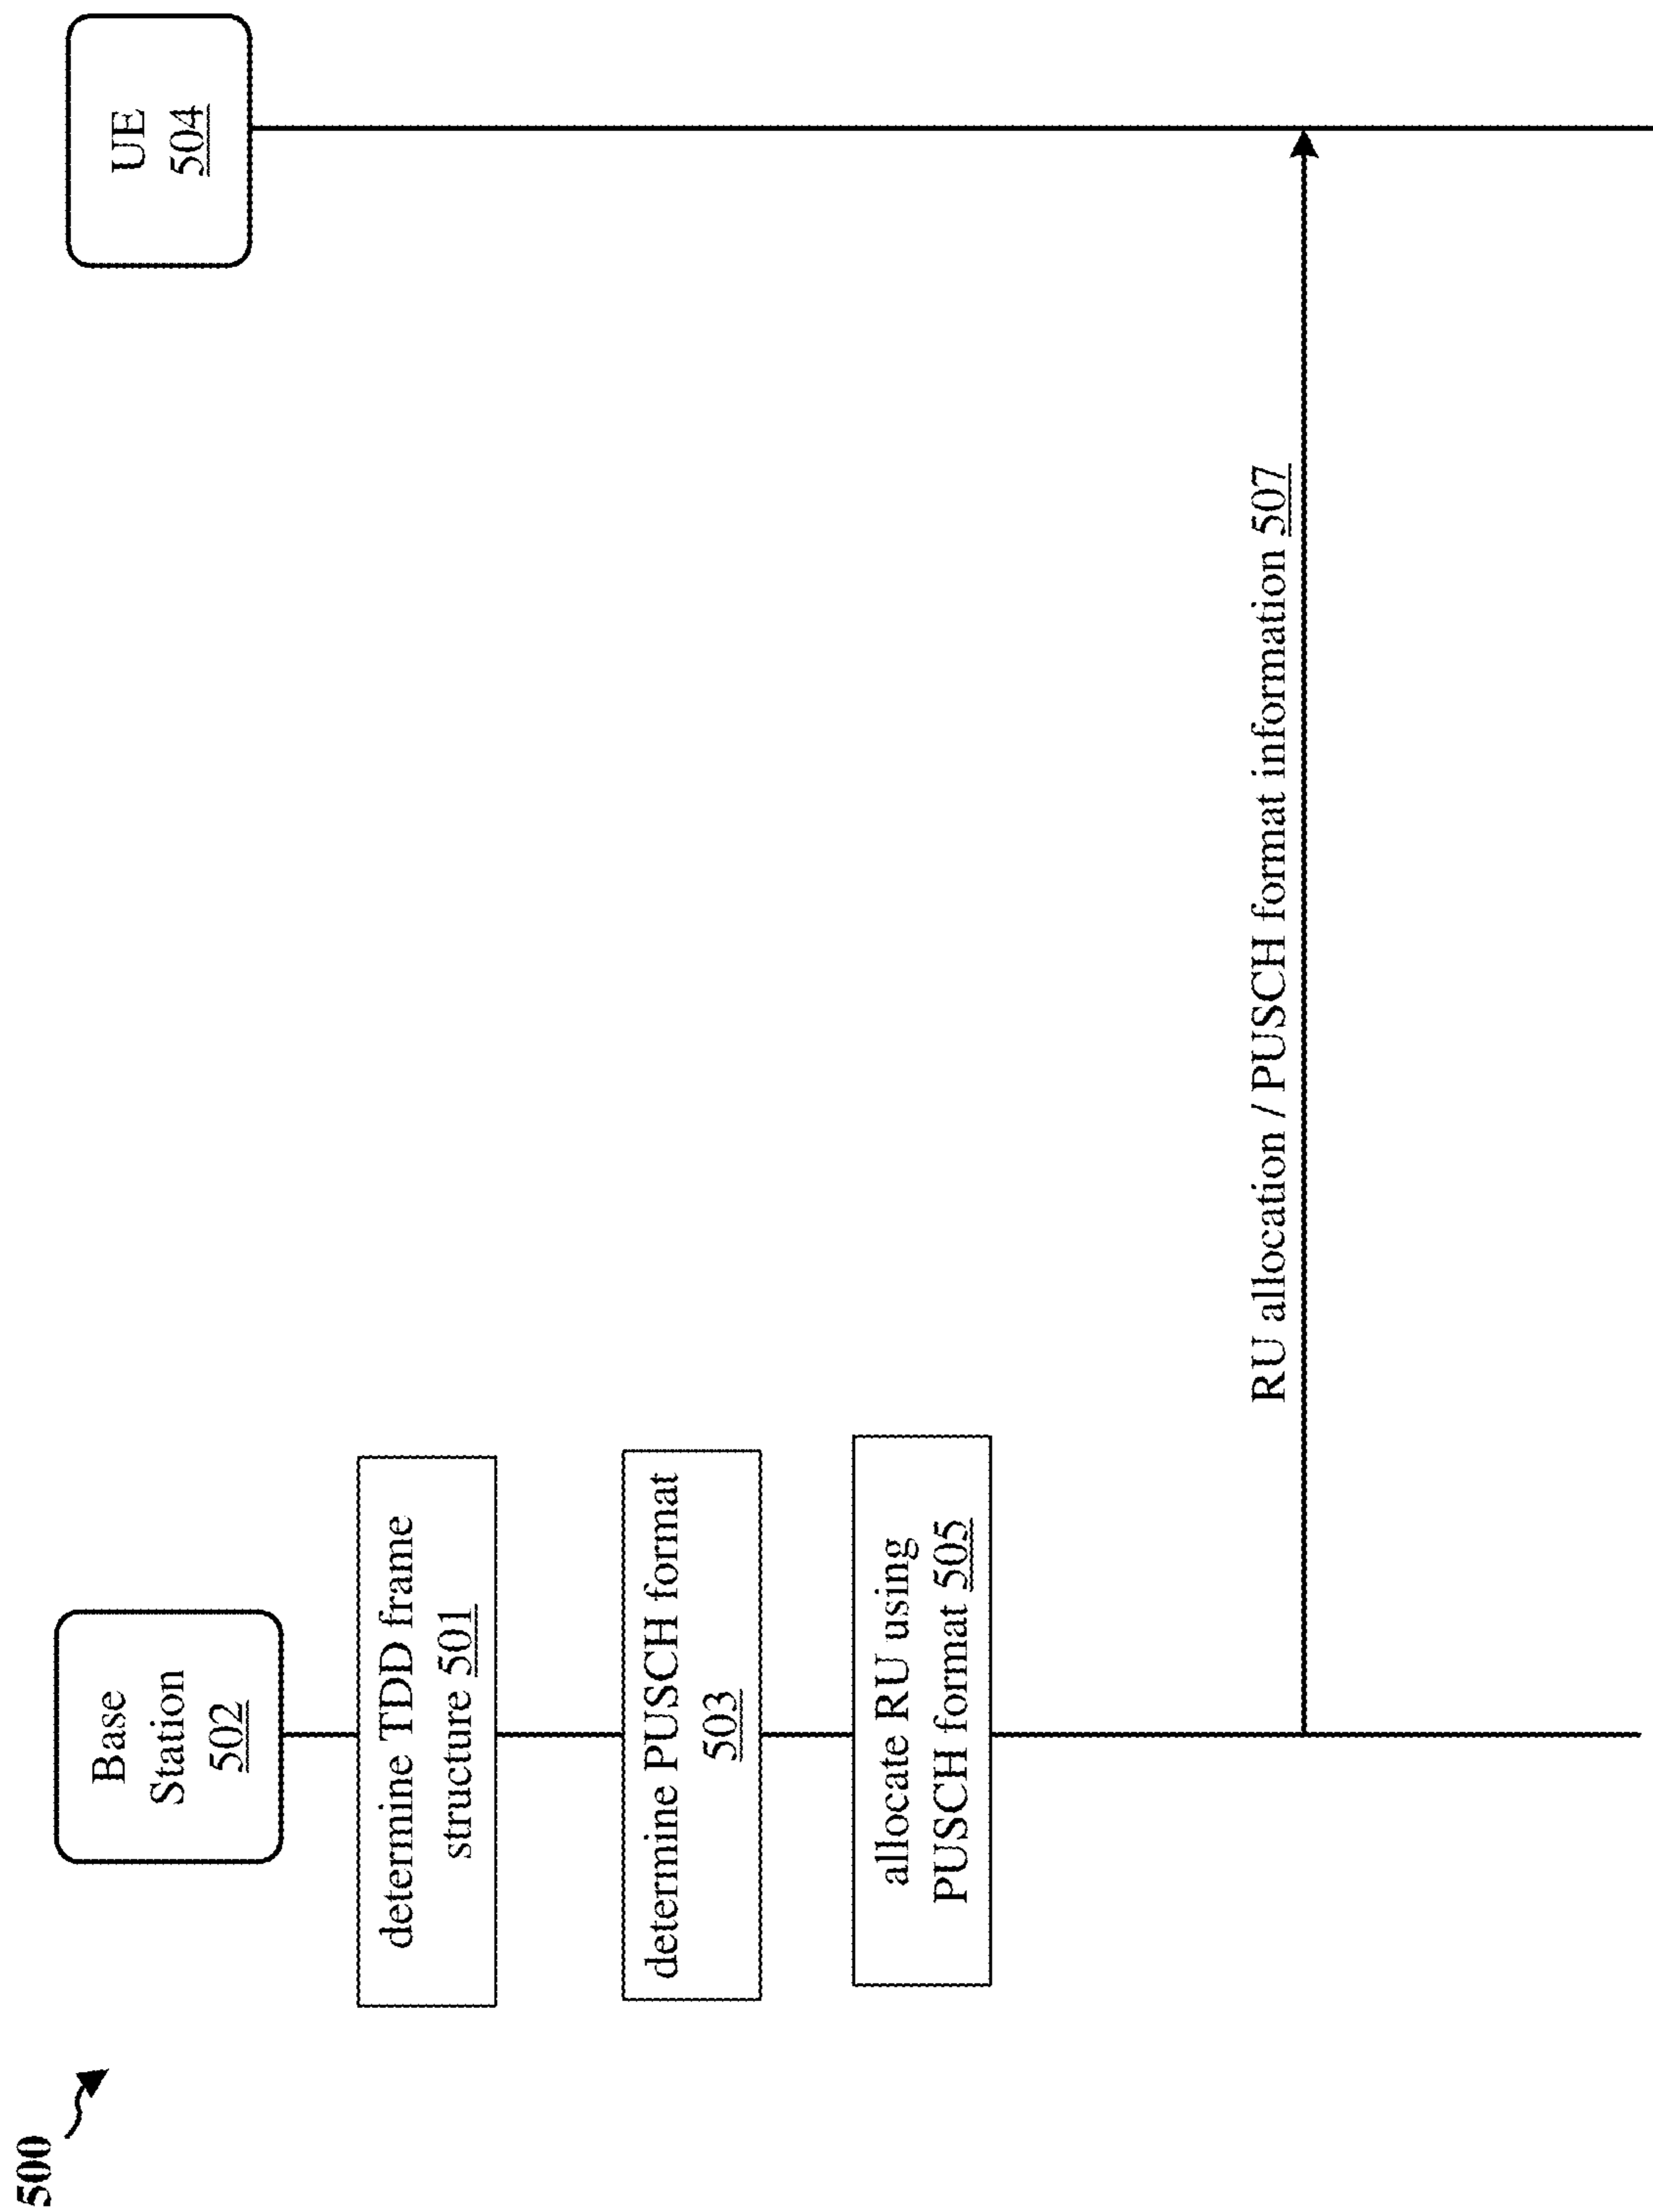 500
Base
Station
502
UE
504
determine TDD frame
structure 501
determine PUSCH format
503
allocate RU using
PUSCH format 505
RU allocation / PUSCH format information 507